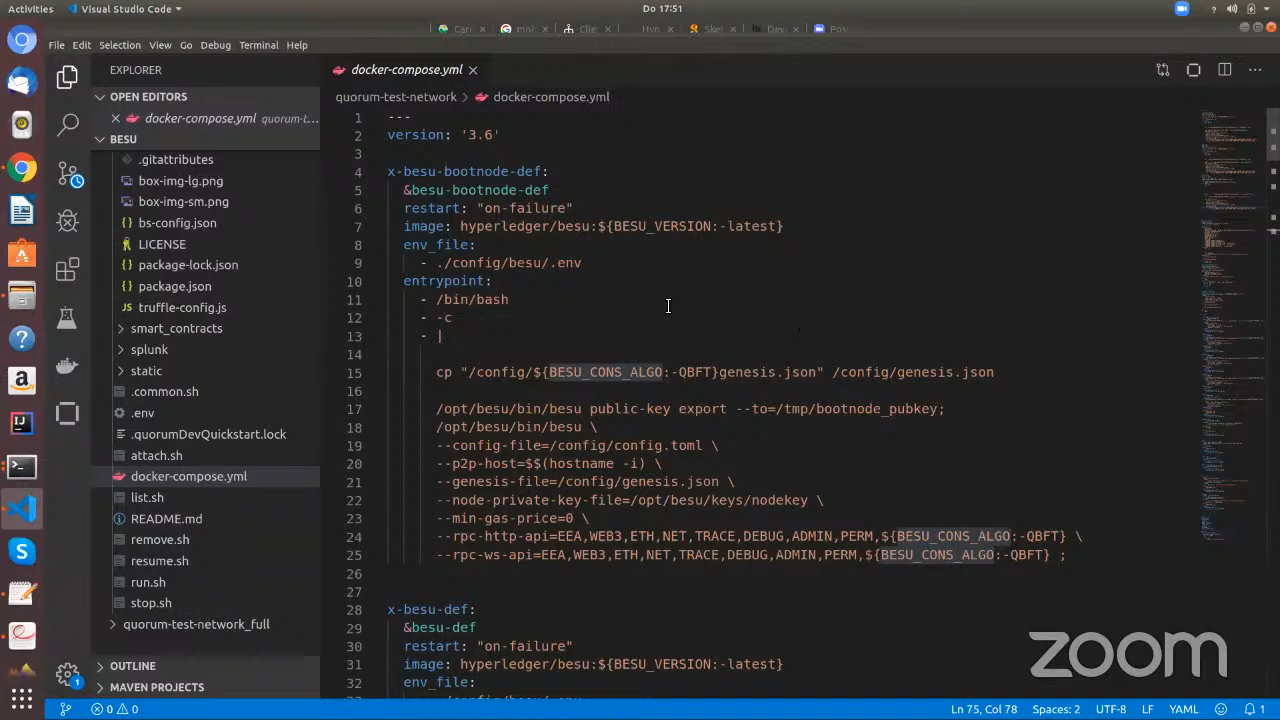 Activities
Visual Studio Code
Do 17:51
File Edit Selection View Go Debug Terminal Help
EXPLORER
OPEN EDITORS
docker-compose.yml quorum-t...
BESU
.gitattributes
box-img-lg.png
box-img-sm.png
bs-config.json
LICENSE
package-lock.json
package.json
truffle-config.js
smart_contracts
splunk
static
.common.sh
.env
.quorumDevQuickstart.lock
attach.sh
docker-compose.yml
list.sh
README.md
remove.sh
resume.sh
run.sh
stop.sh
quorum-test-network_full
OUTLINE
MAVEN PROJECTS
docker-compose.yml
quorum-test-network > docker-compose.yml
1 ---
2 version: '3.6'
3
4 x-besu-bootnode-def:
5 &besu-bootnode-def
6 restart: "on-failure"
7 image: hyperledger/besu:${BESU_VERSION:-latest}
8 env_file:
9 - ./config/besu/.env
10 entrypoint:
11 - /bin/bash
12 - -c
13 - |
14
15 cp "/config/${BESU_CONS_ALGO:-QBFT}genesis.json" /config/genesis.json
16
17 /opt/besu/bin/besu public-key export --to=/tmp/bootnode_pubkey;
18 /opt/besu/bin/besu \
19 --config-file=/config/config.toml \
20 --p2p-host=$$(hostname -i) \
21 --genesis-file=/config/genesis.json \
22 --node-private-key-file=/opt/besu/keys/nodekey \
23 --min-gas-price=0 \
24 --rpc-http-api=EEA,WEB3,ETH,NET,TRACE,DEBUG,ADMIN,PERM,${BESU_CONS_ALGO:-QBFT} \
25 --rpc-ws-api=EEA,WEB3,ETH,NET,TRACE,DEBUG,ADMIN,PERM,${BESU_CONS_ALGO:-QBFT} ;
26
27
28 x-besu-def:
29 &besu-def
30 restart: "on-failure"
31 image: hyperledger/besu:${BESU_VERSION:-latest}
32 env_file:
zoom
0 0 Ln 75, Col 78 Spaces: 2 UTF-8 LF YAML 1